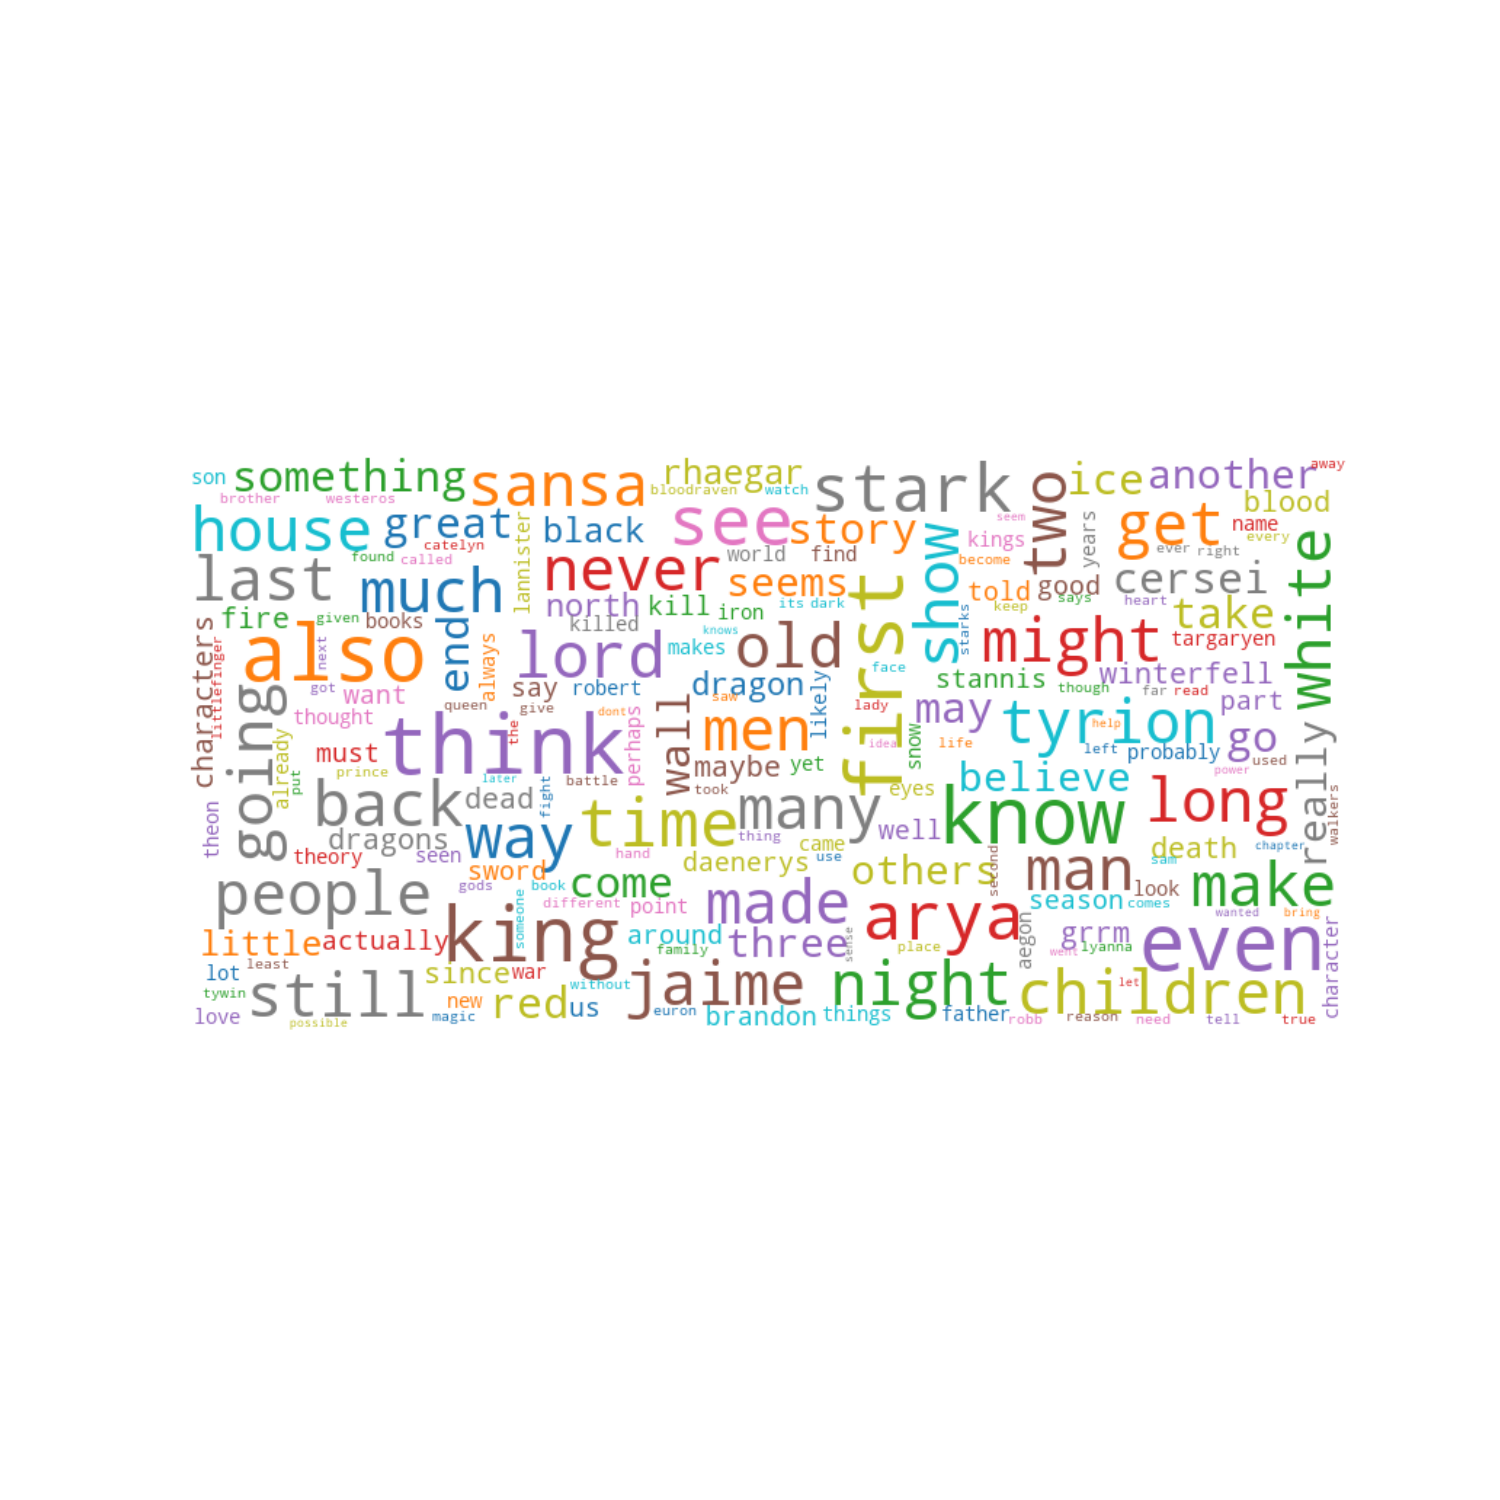 son
something
sansa
rhaegar
stark
two
ice
another
away
brother
westeros
bloodraven
watch
blood
house
great
black
see
story
show
seem
years
get
name
every
catelyn
lannister
kings
ever
right
white
last
found
called
never
world
find
become
cersei
much
seems
first
told
good
fire
given
books
north
kill
iron
its
dark
keep
says
heart
take
characters
also
end
killed
knows
starks
might
targaryen
littlefinger
next
always
lord
makes
old
face
winterfell
going
got
want
say
robert
dragon
likely
stannis
though
far
read
part
queen
give
saw
lady
may
tyrion
thought
think
the
dont
perhaps
wall
men
idea
snow
life
help
go
must
already
left
probably
really
prince
put
later
fight
battle
maybe
yet
believe
power
used
theon
back
dead
took
many
eyes
know
long
walkers
dragons
way
time
thing
well
theory
seen
came
death
chapter
sword
hand
daenerys
use
others
second
man
sam
people
gods
book
come
look
make
someone
different
point
made
arya
season
comes
wanted
bring
little
actually
king
around
three
sense
place
aegon
grrm
even
character
family
went
lyanna
lot
least
since
war
jaime
night
children
let
tywin
still
new
red
us
without
euron
love
possible
magic
brandon
things
father
robb
reason
need
tell
true